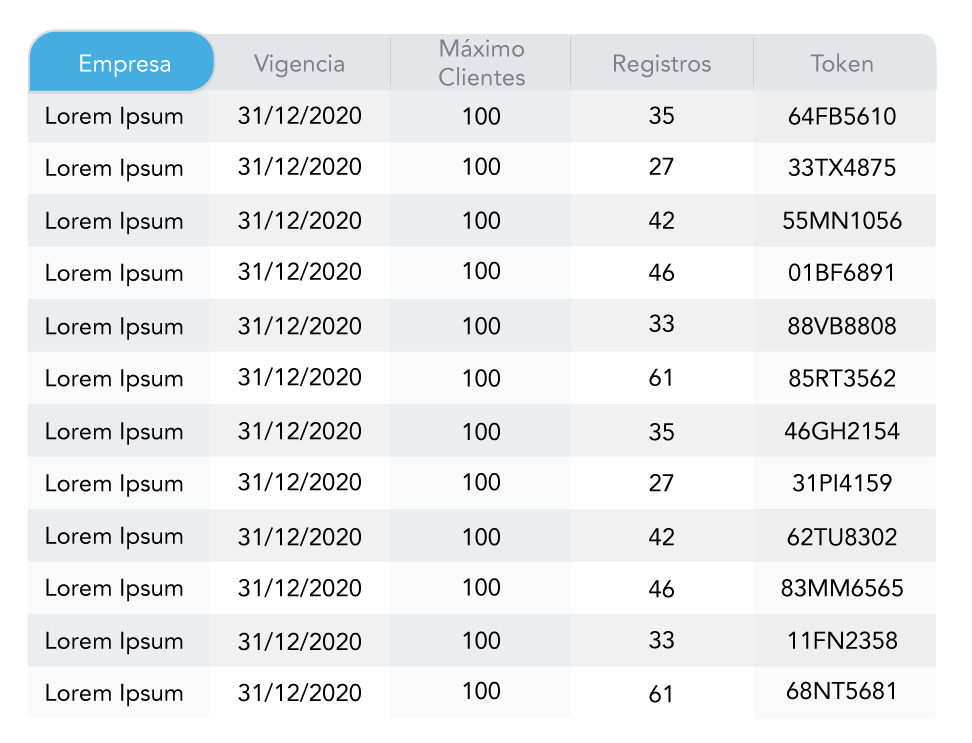 Empresa Vigencia Máximo Clientes Registros Token
Lorem Ipsum 31/12/2020 100 35 64FB5610
Lorem Ipsum 31/12/2020 100 27 33TX4875
Lorem Ipsum 31/12/2020 100 42 55MN1056
Lorem Ipsum 31/12/2020 100 46 01BF6891
Lorem Ipsum 31/12/2020 100 33 88VB8808
Lorem Ipsum 31/12/2020 100 61 85RT3562
Lorem Ipsum 31/12/2020 100 35 46GH2154
Lorem Ipsum 31/12/2020 100 27 31PI4159
Lorem Ipsum 31/12/2020 100 42 62TU8302
Lorem Ipsum 31/12/2020 100 46 83MM6565
Lorem Ipsum 31/12/2020 100 33 11FN2358
Lorem Ipsum 31/12/2020 100 61 68NT5681